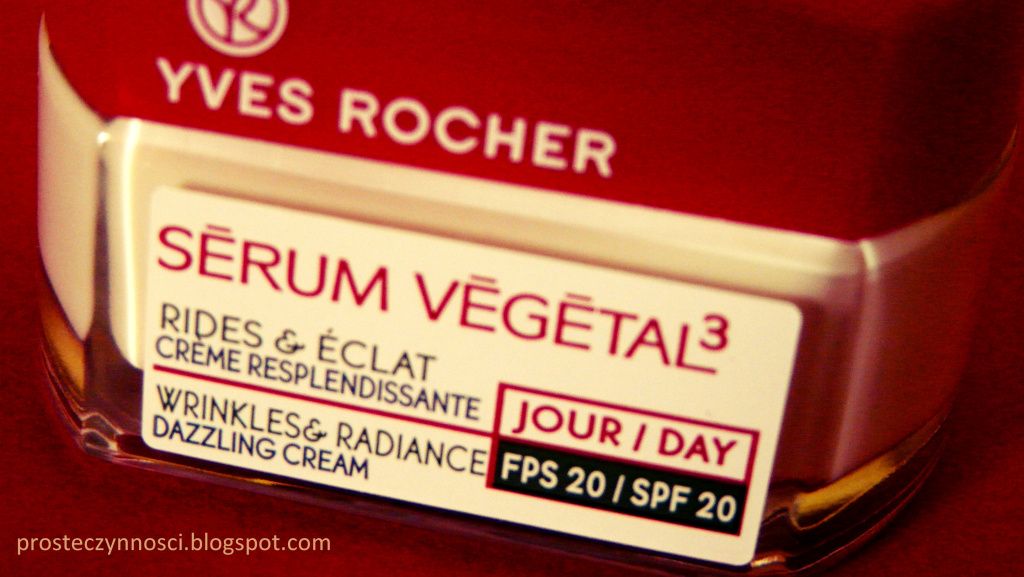 YVES ROCHER
SĒRUM VĒGĒTAL³
RIDES & ÉCLAT
CRÈME RESPLENDISSANTE
WRINKLES & RADIANCE
DAZZLING CREAM
JOUR / DAY
FPS 20 / SPF 20
prosteczynnosci.blogspot.com